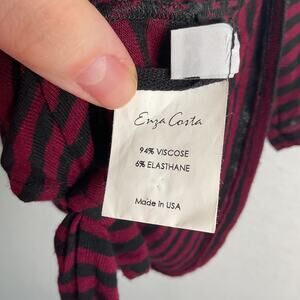 Enza Costa
94% VISCOSE
6% ELASTHANE
Made In USA